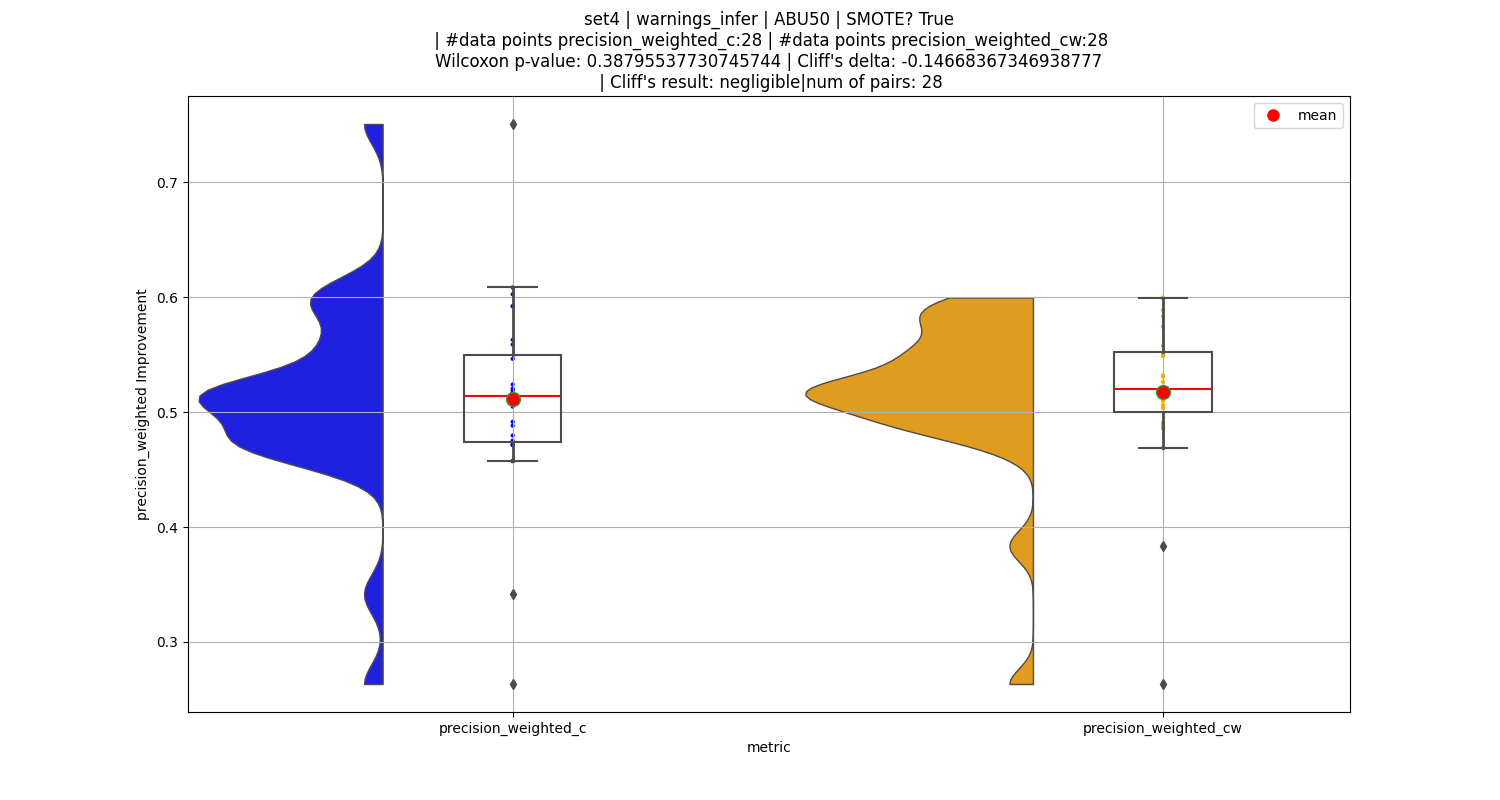 set4 | warnings_infer | ABU50 | SMOTE? True
| #data points precision_weighted_c:28 | #data points precision_weighted_cw:28
Wilcoxon p-value: 0.38795537730745744 | Cliff's delta: -0.14668367346938777
| Cliff's result: negligible|num of pairs: 28
mean
0.7
0.6
0.5
0.4
0.3
precision_weighted Improvement
precision_weighted_c
precision_weighted_cw
metric